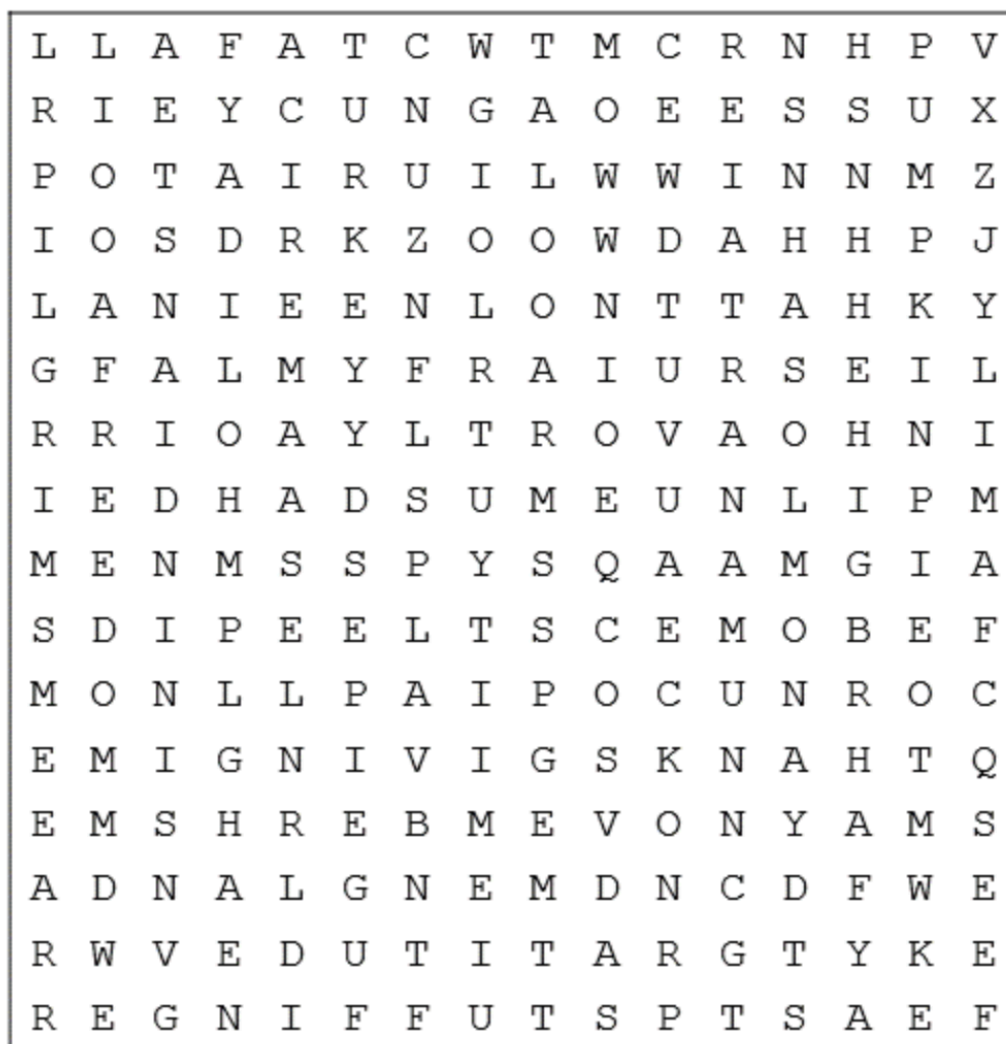 L L A F A T C W T M C R N H P V
R I E Y C U N G A O E E S S U X
P O T A I R U I L W W I N N M Z
I O S D R K Z O O W D A H H P J
L A N I E E N L O N T T A H K Y
G F A L M Y F R A I U R S E I L
R R I O A Y L T R O V A O H N I
I E D H A D S U M E U N L I P M
M E N M S S P Y S Q A A M G I A
S D I P E E L T S C E M O B E F
M O N L L P A I P O C U N R O C
E M I G N I V I G S K N A H T Q
E M S H R E B M E V O N Y A M S
A D N A L G N E M D N C D F W E
R W V E D U T I T A R G T Y K E
R E G N I F F U T S P T S A E F